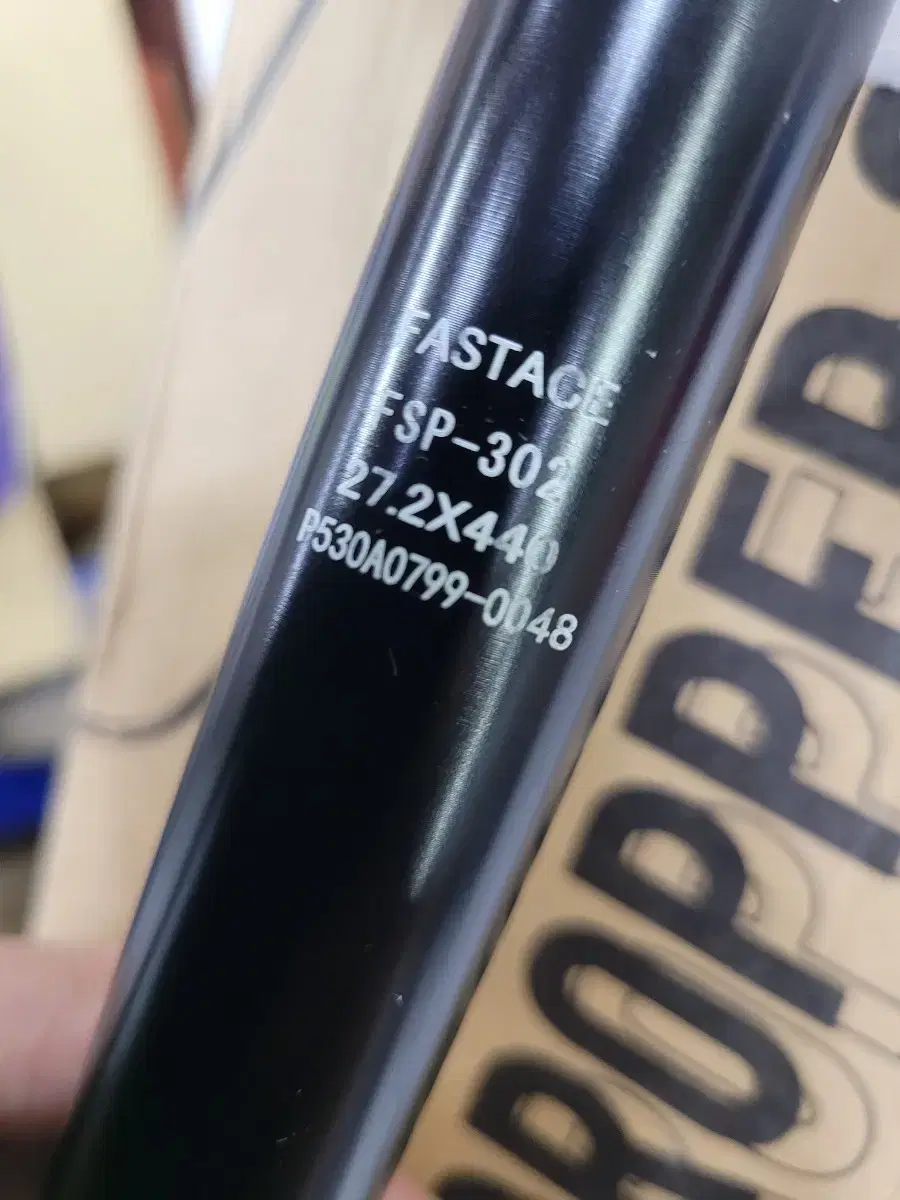 FASTACE
FSP-302
27.2X440
P530A0799-0048